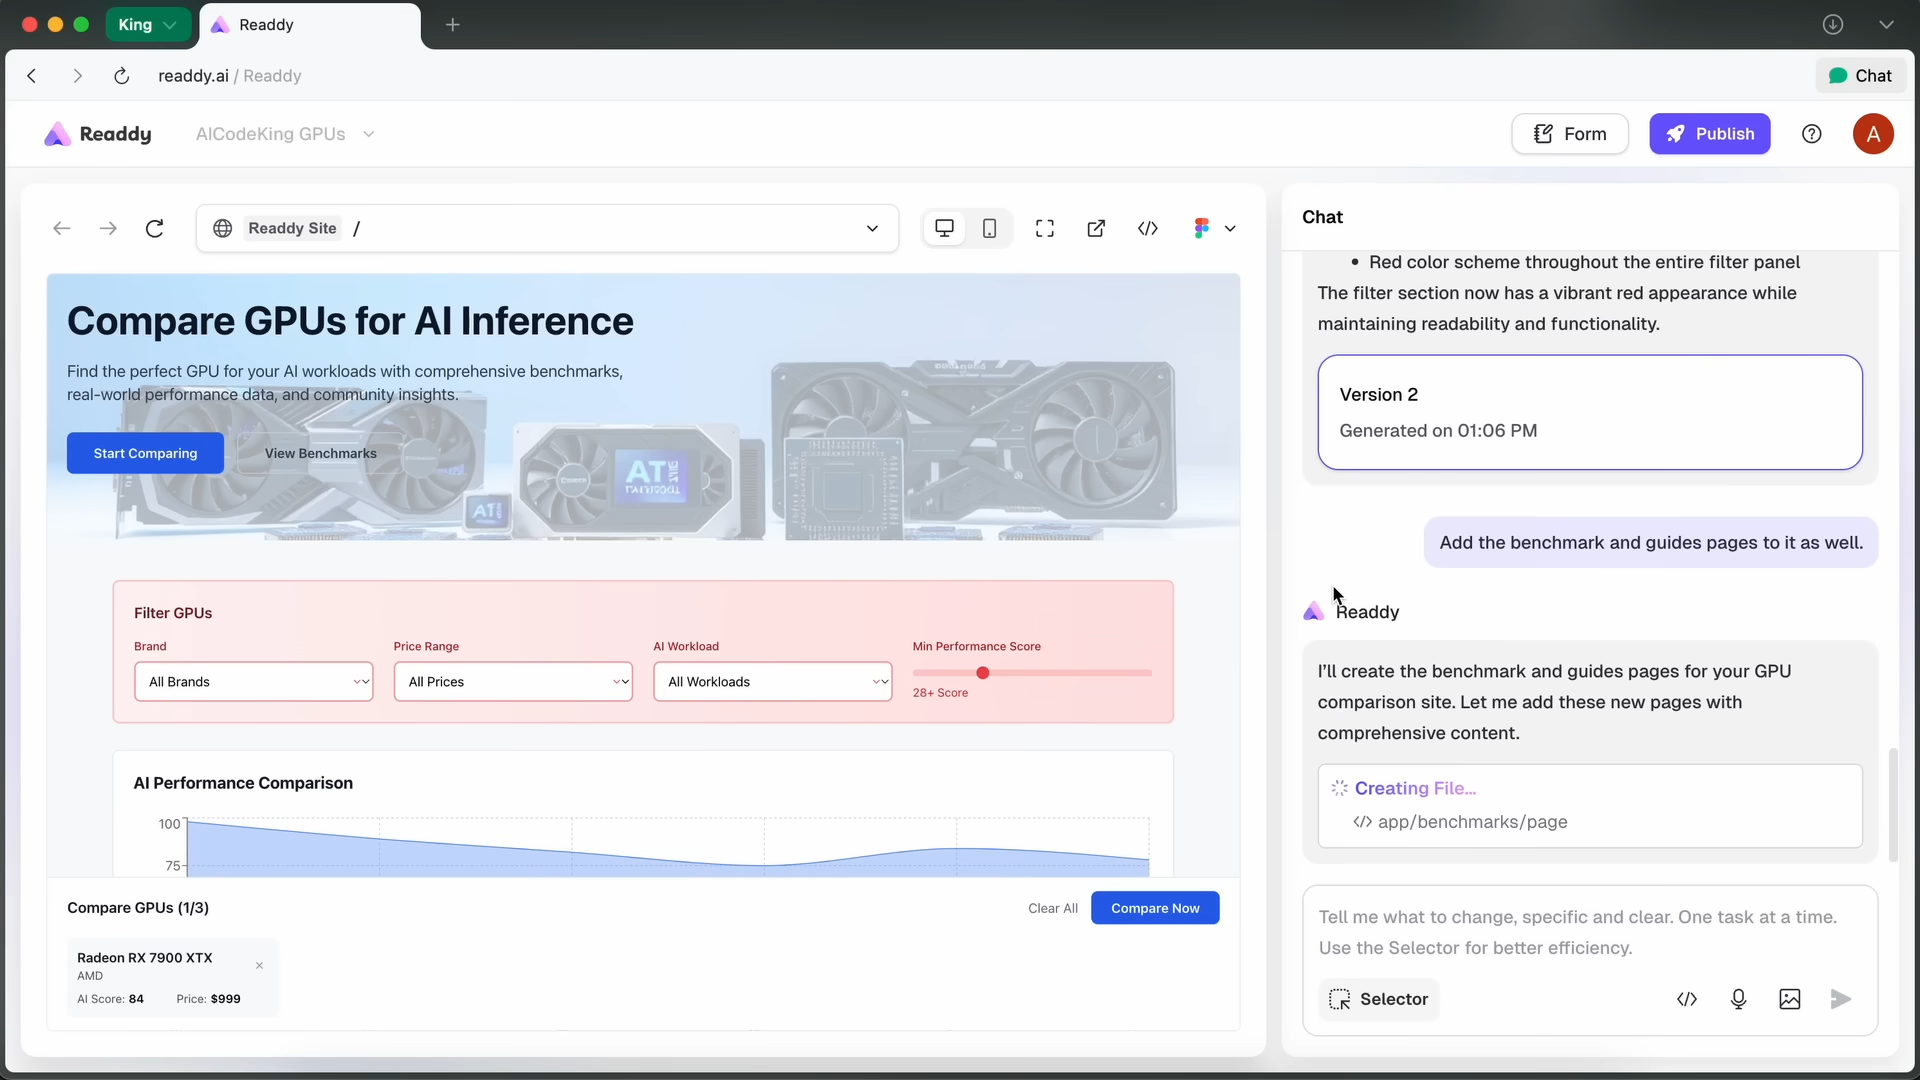 King
Readdy
readdy.ai / Readdy
Chat
Readdy
AICodeKing GPUs
Form
Publish
A
Readdy Site /
Compare GPUs for AI Inference
Find the perfect GPU for your AI workloads with comprehensive benchmarks,
real-world performance data, and community insights.
Start Comparing
View Benchmarks
Filter GPUs
Brand
Price Range
AI Workload
Min Performance Score
All Brands
All Prices
All Workloads
28+ Score
AI Performance Comparison
100
75
Compare GPUs (1/3)
Clear All
Compare Now
Radeon RX 7900 XTX
AMD
AI Score: 84 Price: $999
Chat
• Red color scheme throughout the entire filter panel
The filter section now has a vibrant red appearance while
maintaining readability and functionality.
Version 2
Generated on 01:06 PM
Add the benchmark and guides pages to it as well.
Readdy
I'll create the benchmark and guides pages for your GPU
comparison site. Let me add these new pages with
comprehensive content.
Creating File...
</> app/benchmarks/page
Tell me what to change, specific and clear. One task at a time.
Use the Selector for better efficiency.
Selector